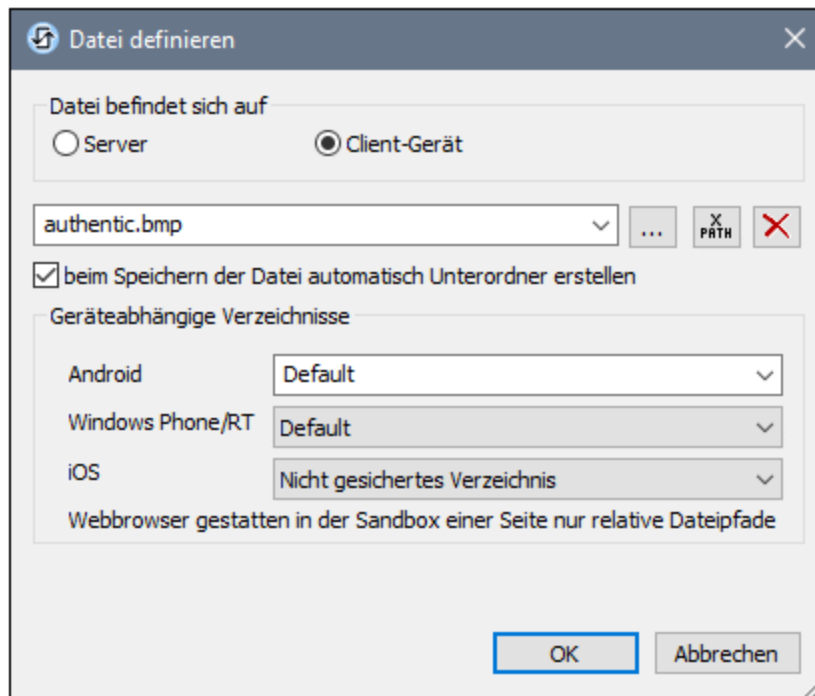 Datei definieren
Datei befindet sich auf
Server
Client-Gerät
authentic.bmp
...
X
PATH
beim Speichern der Datei automatisch Unterordner erstellen
Geräteabhängige Verzeichnisse
Android
Default
Windows Phone/RT
Default
iOS
Nicht gesichertes Verzeichnis
Webbrowser gestatten in der Sandbox einer Seite nur relative Dateipfade
OK
Abbrechen